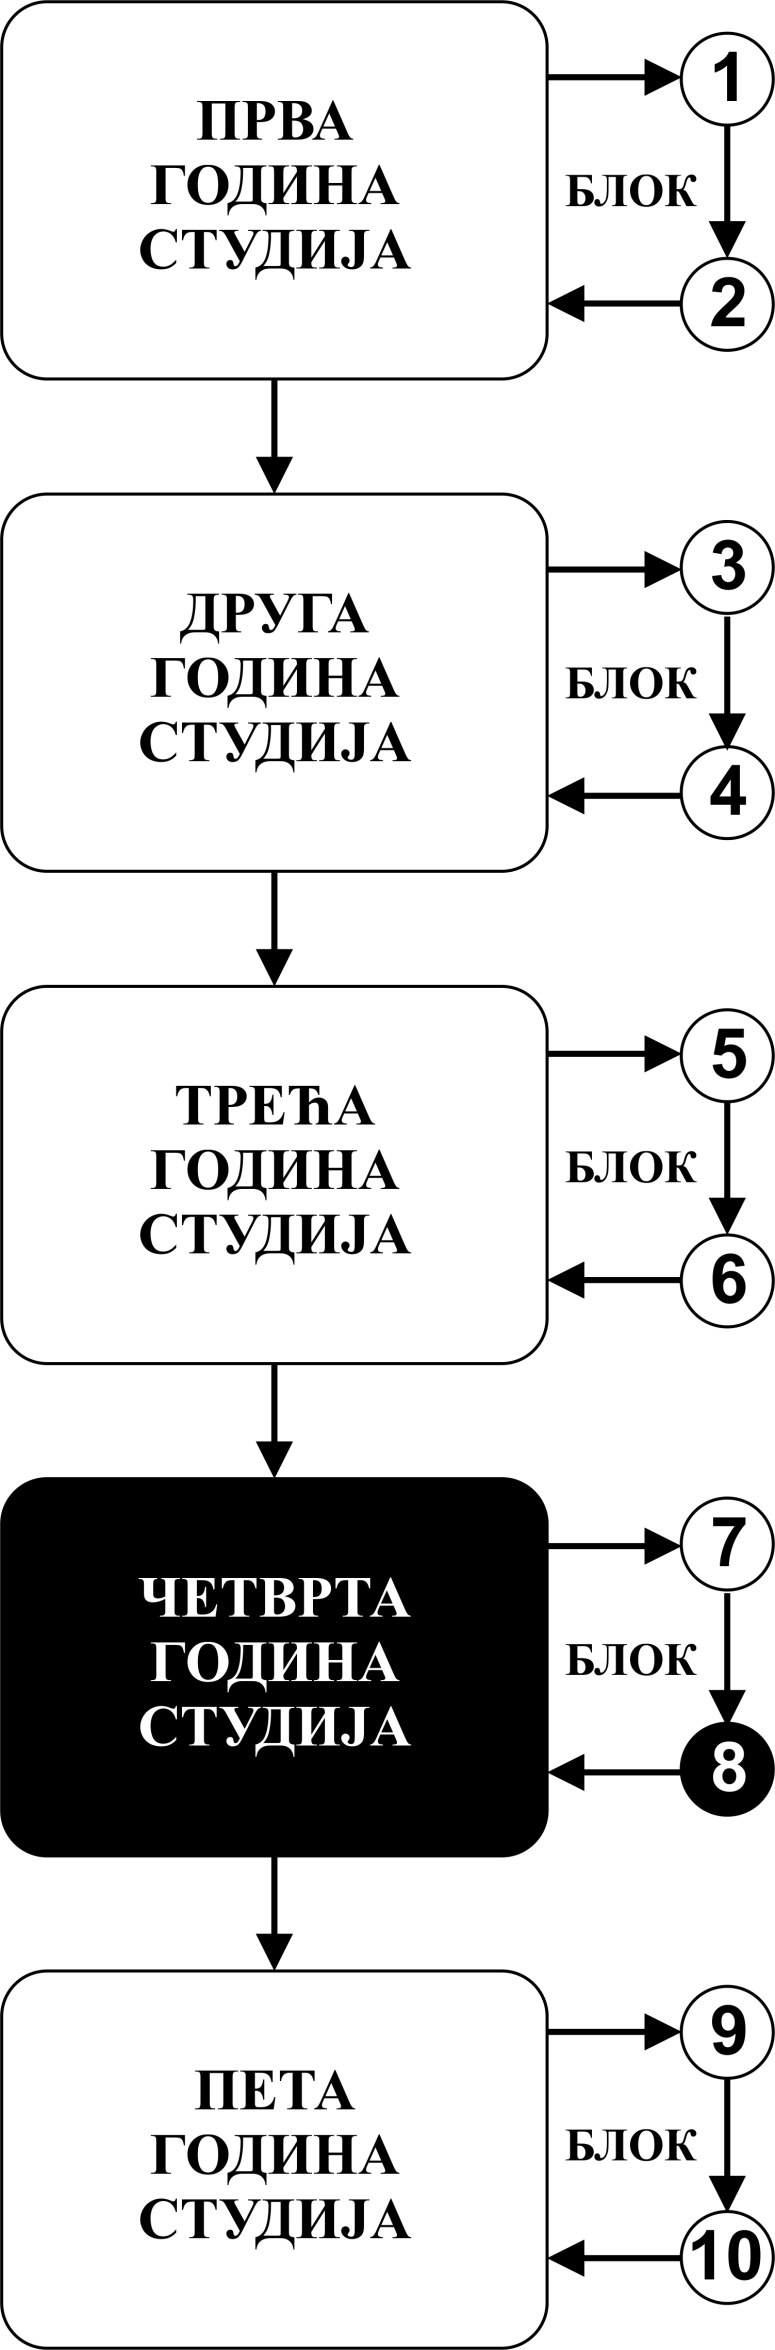 ПРВА
ГОДИНА
СТУДИЈА
1
БЛОК
2
ДРУГА
ГОДИНА
СТУДИЈА
3
БЛОК
4
ТРЕЋА
ГОДИНА
СТУДИЈА
5
БЛОК
6
ЧЕТВРТА
ГОДИНА
СТУДИЈА
7
БЛОК
8
ПЕТА
ГОДИНА
СТУДИЈА
9
БЛОК
10